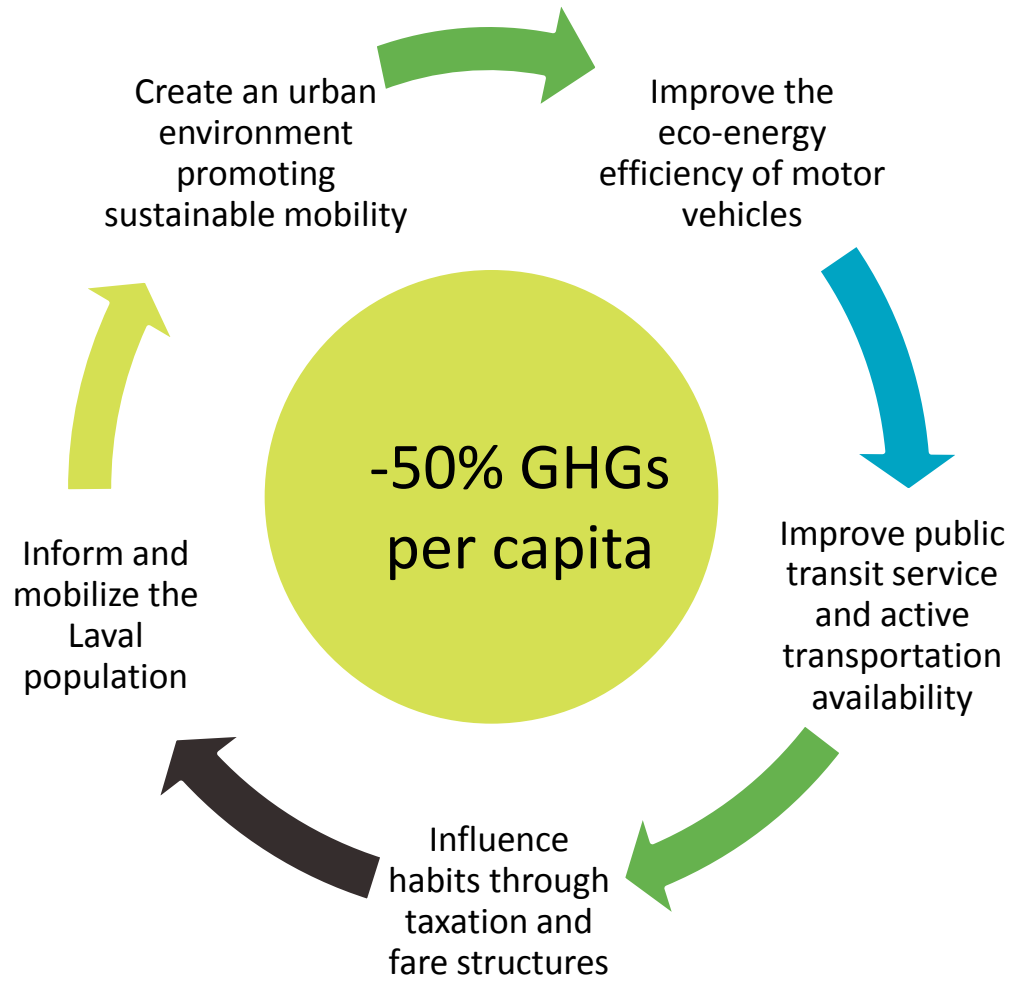 Create an urban
environment
promoting
sustainable mobility
Improve the
eco-energy
efficiency of motor
vehicles
-50% GHGs
per capita
Improve public
transit service
and active
transportation
availability
Influence
habits through
taxation and
fare structures
Inform and
mobilize the
Laval
population